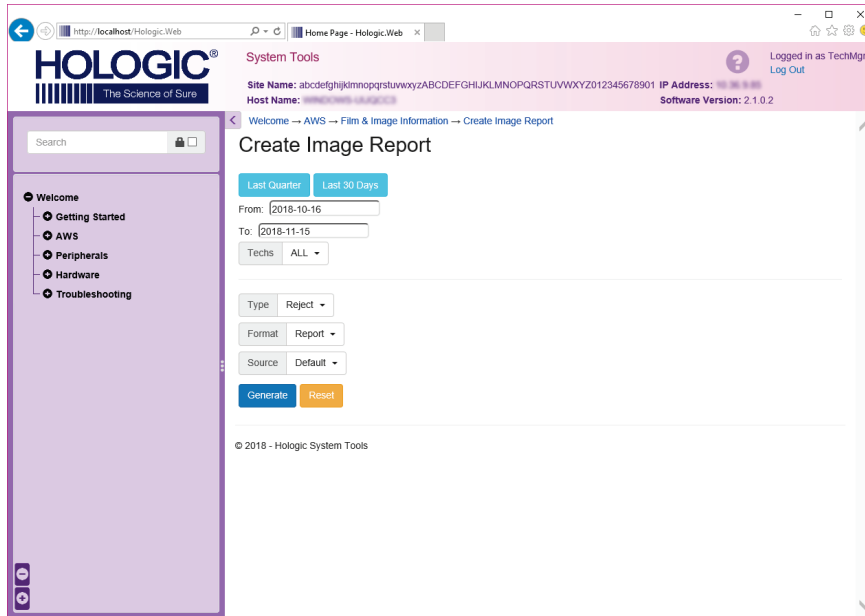 http://localhost/Hologic.Web
Home Page - Hologic.Web
HOLOGIC®
The Science of Sure
System Tools
Logged in as TechMgr
Log Out
Site Name: abcdefghijklmnopqrstuvwxyzABCDEFGHIJKLMNOPQRSTUVWXYZ012345678901 IP Address:
Host Name:
Software Version: 2.1.0.2
Search
Welcome
Getting Started
AWS
Peripherals
Hardware
Troubleshooting
Welcome → AWS → Film & Image Information → Create Image Report
Create Image Report
Last Quarter Last 30 Days
From: 2018-10-16
To: 2018-11-15
Techs ALL
Type Reject
Format Report
Source Default
Generate Reset
© 2018 - Hologic System Tools